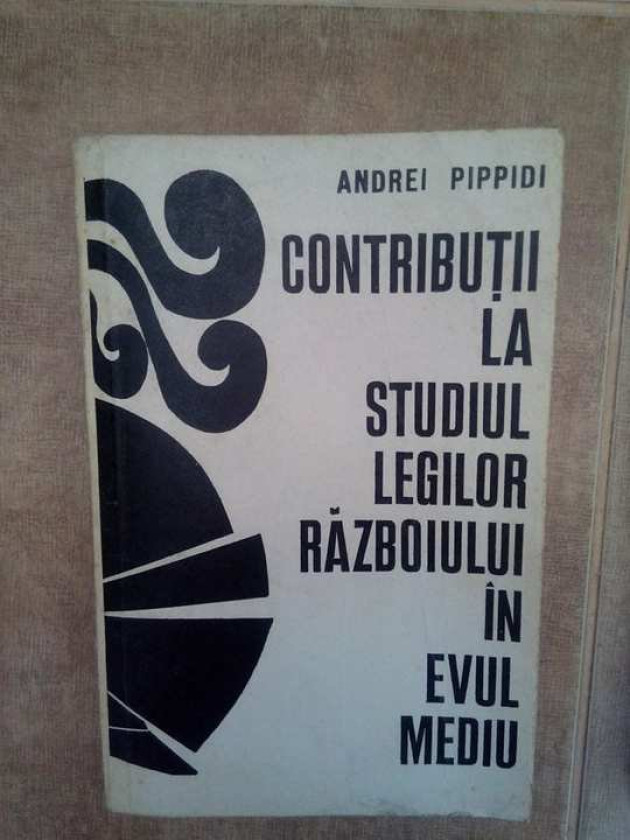 ANDREI PIPPIDI
CONTRIBUȚII
LA
STUDIUL
LEGILOR
RĂZBOIULUI
ÎN
EVUL
MEDIU